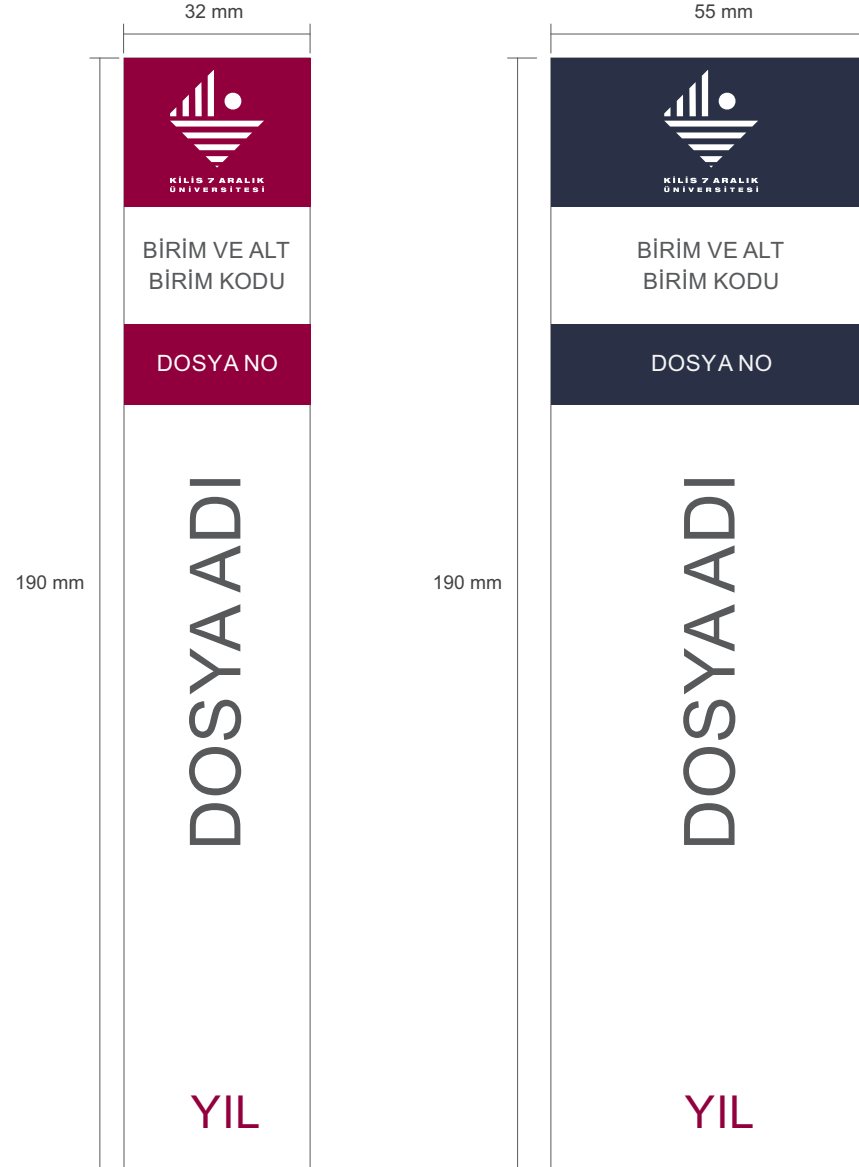 32 mm
KİLİS 7 ARALIK
ÜNİVERSİTESİ
BİRİM VE ALT
BİRİM KODU
DOSYA NO
190 mm
DOSYA ADI
YIL
55 mm
KİLİS 7 ARALIK
ÜNİVERSİTESİ
BİRİM VE ALT
BİRİM KODU
DOSYA NO
190 mm
DOSYA ADI
YIL